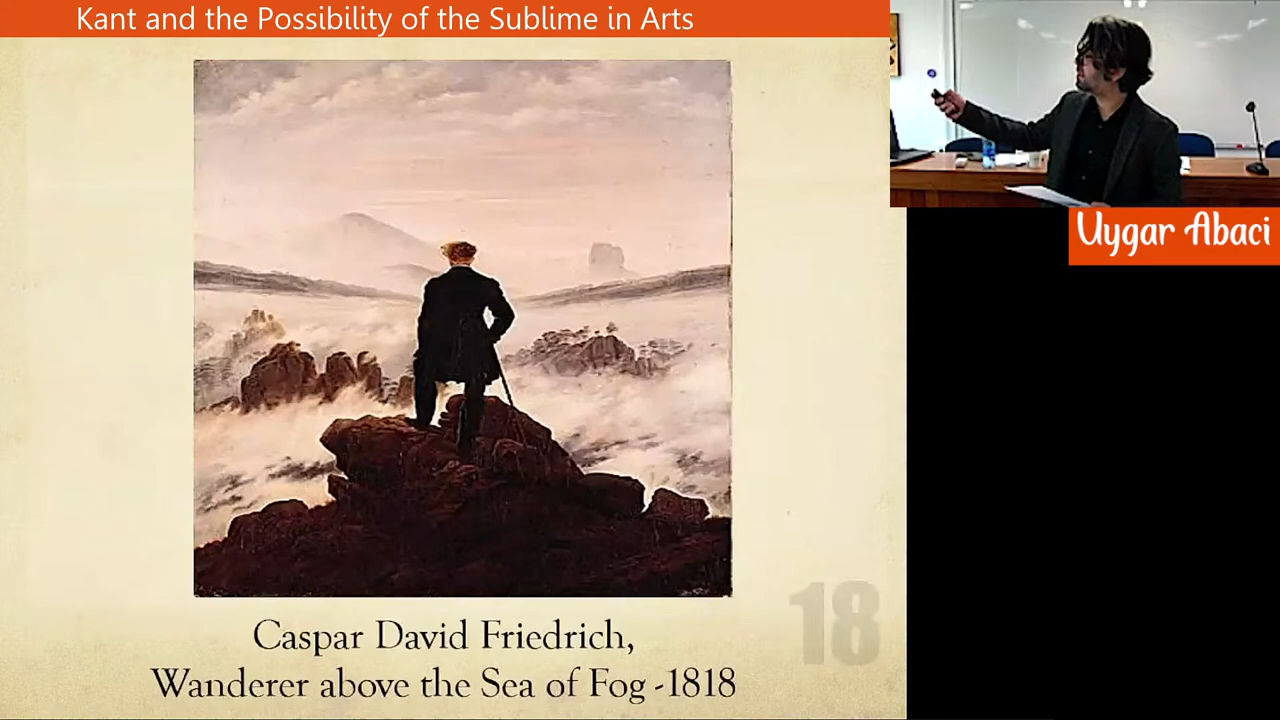 Kant and the Possibility of the Sublime in Arts
Uygar Abaci
18
Caspar David Friedrich,
Wanderer above the Sea of Fog -1818